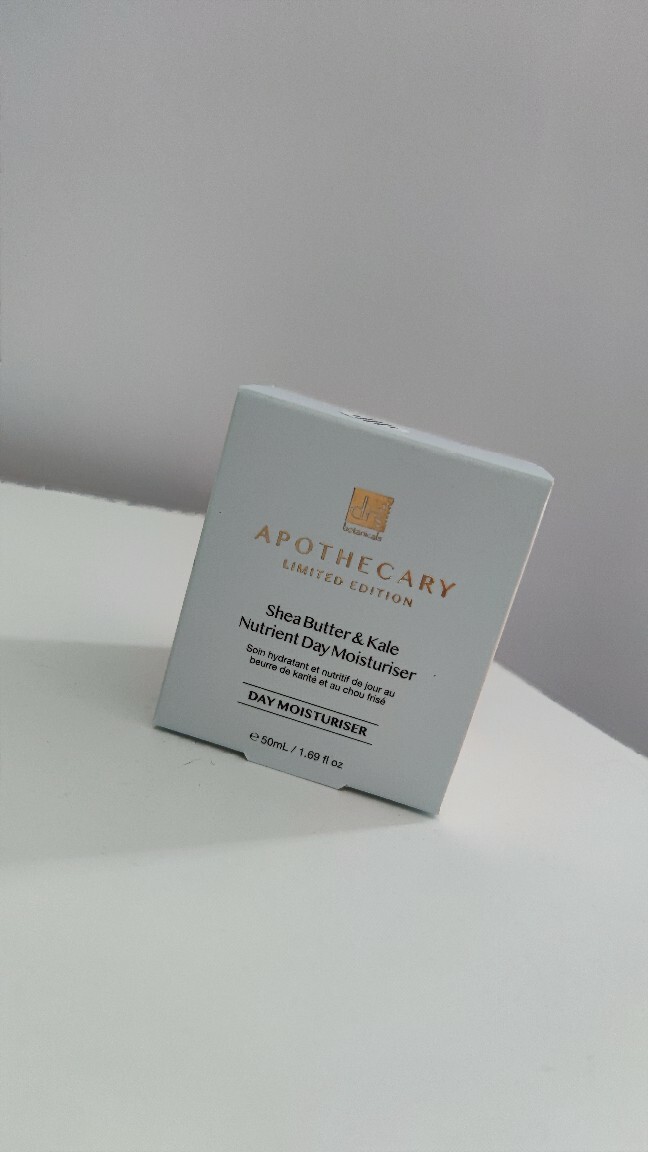 botanicals
APOTHECARY
LIMITED EDITION
Shea Butter & Kale
Nutrient Day Moisturiser
Soin hydratant et nutritif de jour au
beurre de karité et au chou frisé
DAY MOISTURISER
℮ 50mL / 1.69 fl oz